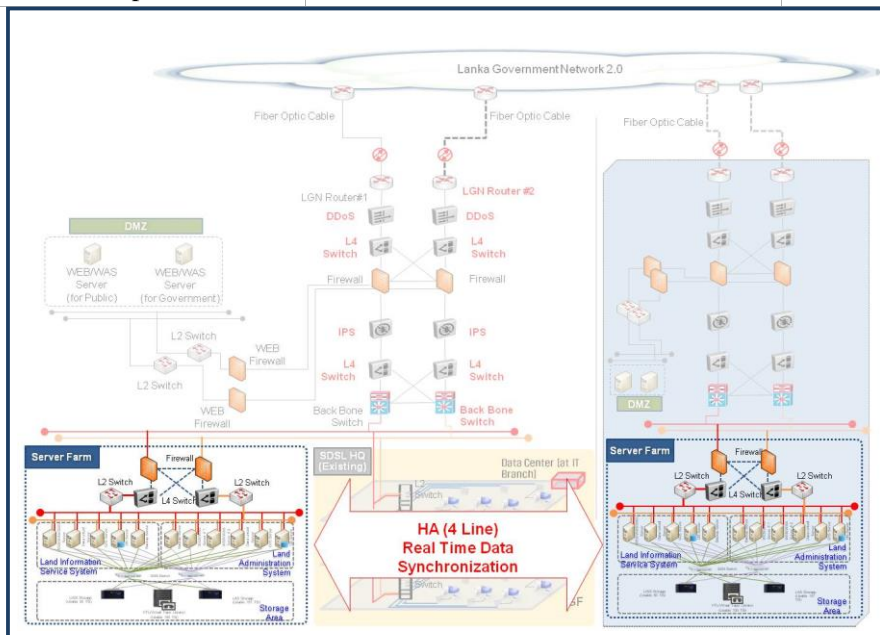 Lanka Government Network 2.0
Fiber Optic Cable
Fiber Optic Cable
Fiber Optic Cable
LGN Router#1
LGN Router #2
DDoS
DDoS
L4
Switch
L4
Switch
Firewall
Firewall
DMZ
WEB/WAS
Server
(for Public)
WEB/WAS
Server
(for Government)
L2 Switch
L2 Switch
WEB
Firewall
WEB
Firewall
IPS
IPS
L4
Switch
L4
Switch
Back Bone
Switch
Back Bone
Switch
DMZ
Server Farm
Firewall
L2 Switch
L2 Switch
L4 Switch
Land Information
Service System
Land
Administration
System
Storage
Area
SDSL HQ
(Existing)
Data Center [at IT
Branch]
L2
Switch
HA (4 Line)
Real Time Data
Synchronization
Switch
Server Farm
Firewall
L2 Switch
L2 Switch
L4 Switch
Land Information
Service System
Land
Administration
System
Storage
Area